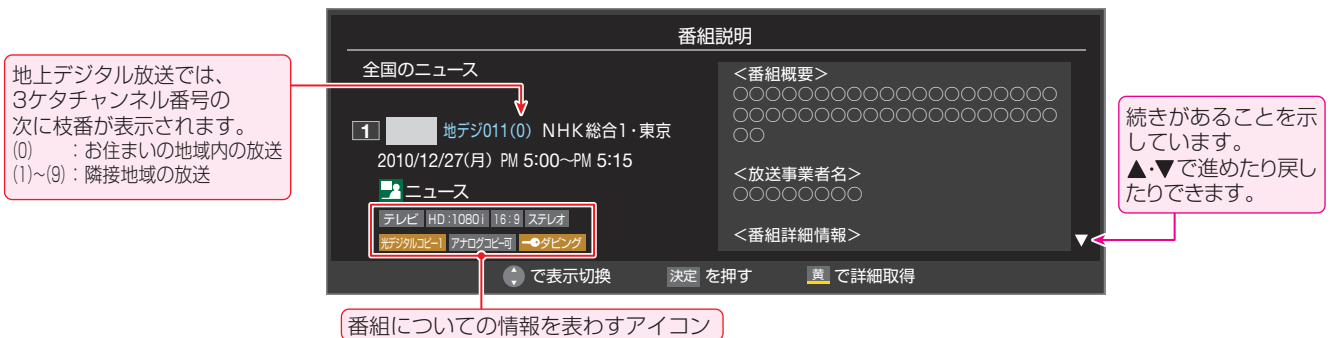 番組説明
地上デジタル放送では、
3ケタチャンネル番号の
次に枝番が表示されます。
(0) :お住まいの地域内の放送
(1)~(9):隣接地域の放送
全国のニュース
1 地デジ011(0) NHK総合1・東京
2010/12/27(月) PM 5:00~PM 5:15
ニュース
テレビ HD:1080i 16:9 ステレオ
光デジタルコピー1 アナログコピー可 ダビング
<番組概要>
○○○○○○○○○○○○○○○○○○○○
○○○○○○○○○○○○○○○○○○○○
○○
<放送事業者名>
○○○○○○○○
<番組詳細情報>
▼
続きがあることを示
しています。
▲・▼で進めたり戻し
たりできます。
で表示切換 決定 を押す 黄 で詳細取得
番組についての情報を表わすアイコン